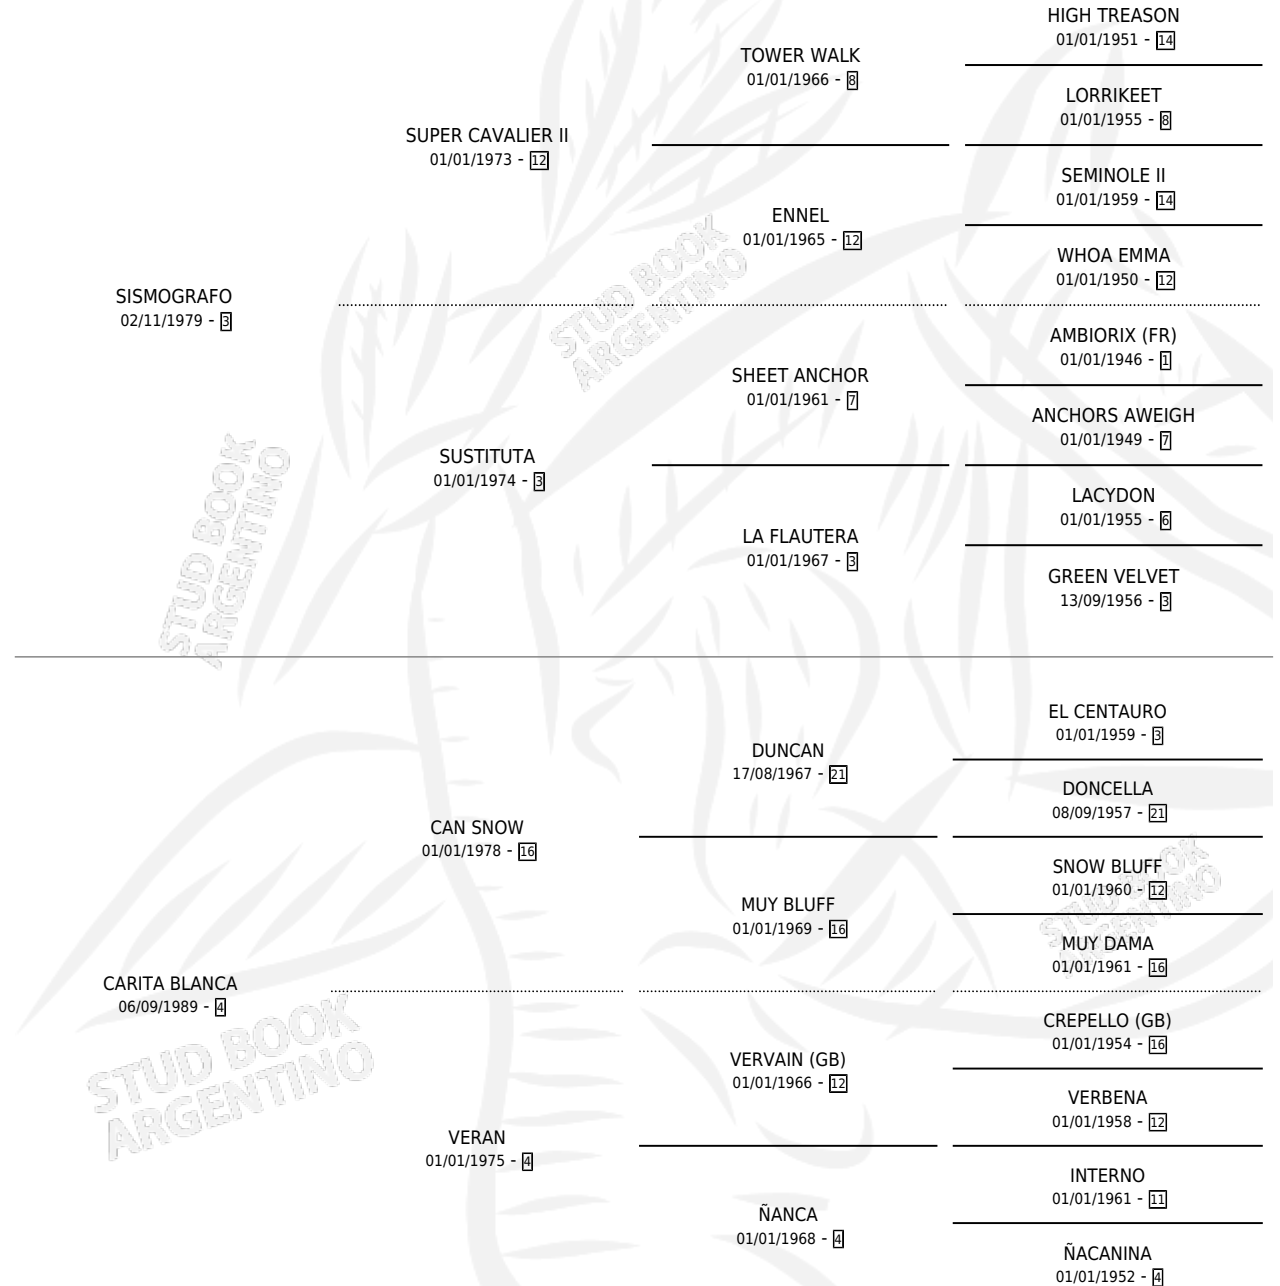 HIGH TREASON
01/01/1951 - 14
TOWER WALK
01/01/1966 - 8
LORRIKEET
01/01/1955 - 8
SUPER CAVALIER II
01/01/1973 - 12
SEMINOLE II
01/01/1959 - 14
ENNEL
01/01/1965 - 12
WHOA EMMA
01/01/1950 - 12
SISMOGRAFO
02/11/1979 - 3
STUD BOOK
ARGENTINO
AMBIORIX (FR)
01/01/1946 - 1
SHEET ANCHOR
01/01/1961 - 7
ANCHORS AWEIGH
01/01/1949 - 7
SUSTITUTA
01/01/1974 - 3
LACYDON
01/01/1955 - 6
LA FLAUTERA
01/01/1967 - 3
GREEN VELVET
13/09/1956 - 3
STUD BOOK
ARGENTINO
EL CENTAURO
01/01/1959 - 3
DUNCAN
17/08/1967 - 21
DONCELLA
08/09/1957 - 21
CAN SNOW
01/01/1978 - 16
SNOW BLUFF
01/01/1960 - 12
MUY BLUFF
01/01/1969 - 16
STUD BOOK
ARGENTINO
MUY DAMA
01/01/1961 - 16
CARITA BLANCA
06/09/1989 - 4
CREPELLO (GB)
01/01/1954 - 16
STUD BOOK
ARGENTINO
VERVAIN (GB)
01/01/1966 - 12
VERBENA
01/01/1958 - 12
VERAN
01/01/1975 - 4
INTERNO
01/01/1961 - 11
ÑANCA
01/01/1968 - 4
ÑACANINA
01/01/1952 - 4